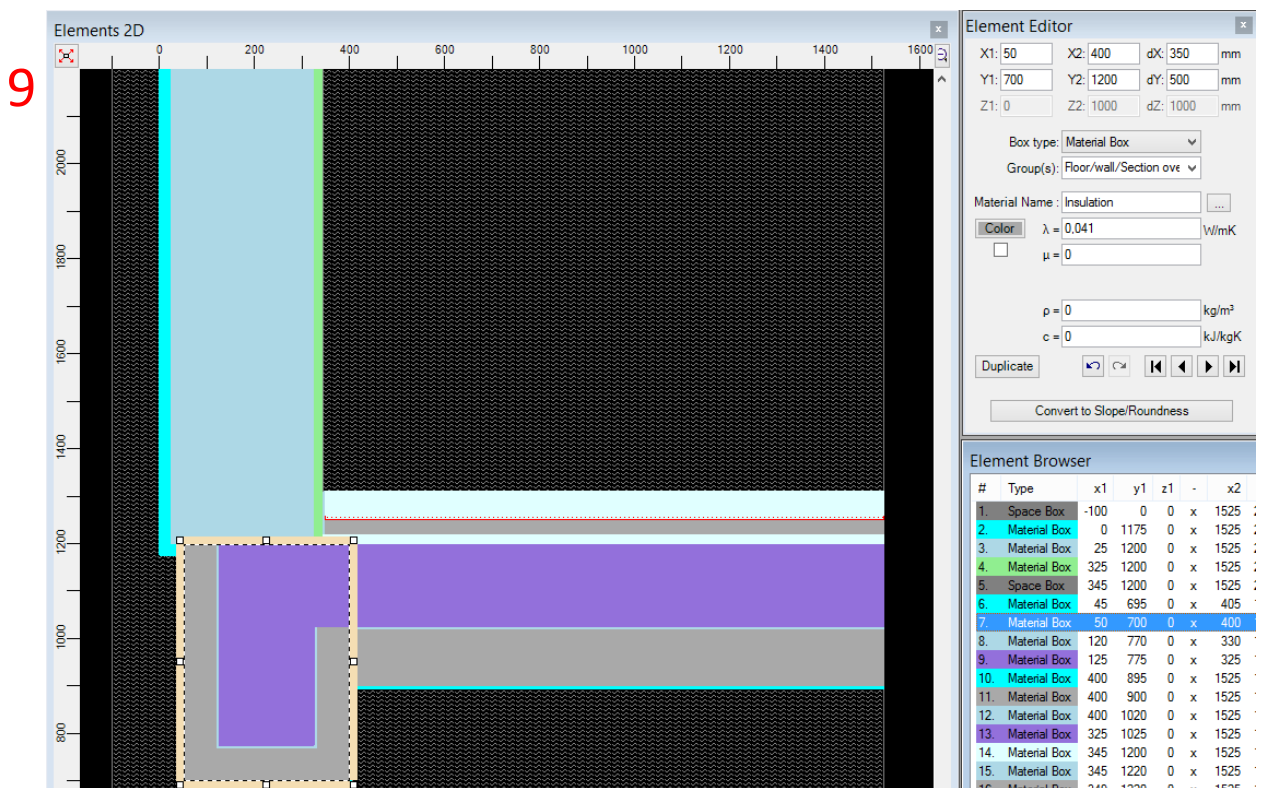 9
Elements 2D
0 200 400 600 800 1000 1200 1400 1600
2000
1800
1600
1400
1200
1000
800
Element Editor
X1: 50 X2: 400 dX: 350 mm
Y1: 700 Y2: 1200 dY: 500 mm
Z1: 0 Z2: 1000 dZ: 1000 mm
Box type: Material Box
Group(s): Floor/wall/Section ove
Material Name : Insulation ...
Color λ = 0,041 W/mK
μ = 0
ρ = 0 kg/m³
c = 0 kJ/kgK
Duplicate
Convert to Slope/Roundness
Element Browser
# Type x1 y1 z1 - x2
1. Space Box -100 0 0 x 1525
2. Material Box 0 1175 0 x 1525
3. Material Box 25 1200 0 x 1525
4. Material Box 325 1200 0 x 1525
5. Space Box 345 1200 0 x 1525
6. Material Box 45 695 0 x 405
7. Material Box 50 700 0 x 400
8. Material Box 120 770 0 x 330
9. Material Box 125 775 0 x 325
10. Material Box 400 895 0 x 1525
11. Material Box 400 900 0 x 1525
12. Material Box 400 1020 0 x 1525
13. Material Box 325 1025 0 x 1525
14. Material Box 345 1200 0 x 1525
15. Material Box 345 1220 0 x 1525